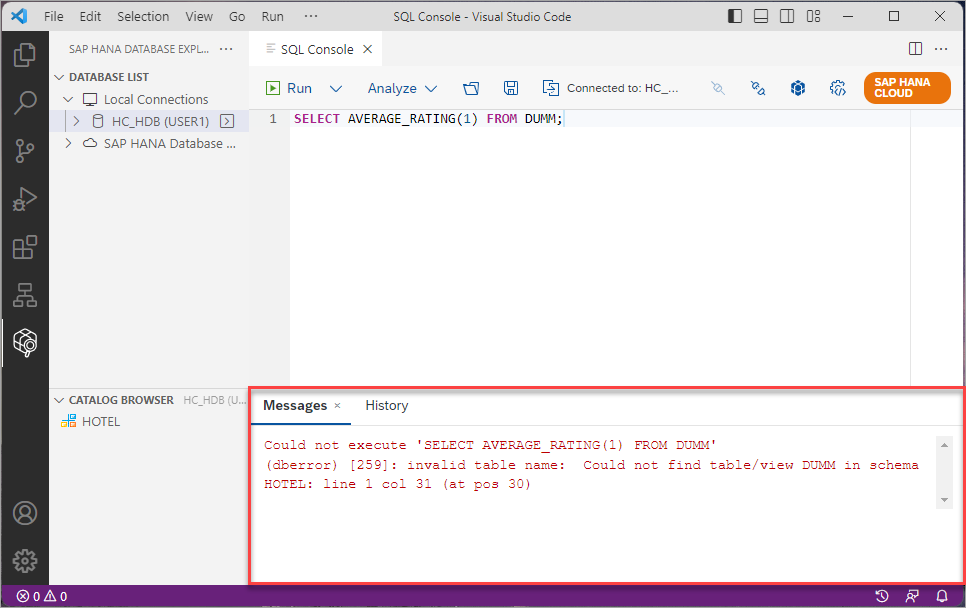 File Edit Selection View Go Run ··· SQL Console - Visual Studio Code
SAP HANA DATABASE EXPL... ···
DATABASE LIST
Local Connections
HC_HDB (USER1)
SAP HANA Database ...
SQL Console
Run Analyze Connected to: HC_... SAP HANA
CLOUD
1 SELECT AVERAGE_RATING(1) FROM DUMM;
CATALOG BROWSER HC_HDB (U...
HOTEL
Messages × History
Could not execute 'SELECT AVERAGE_RATING(1) FROM DUMM'
(dberror) [259]: invalid table name:  Could not find table/view DUMM in schema
HOTEL: line 1 col 31 (at pos 30)
0 0